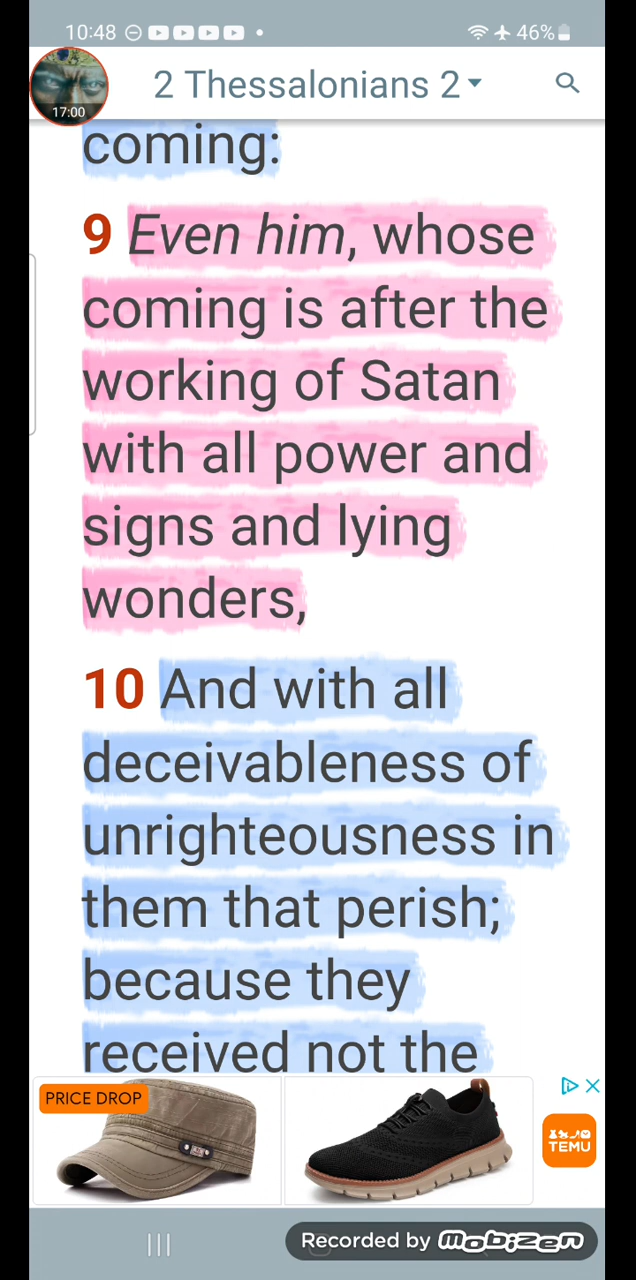 10:48
46%
17:00
2 Thessalonians 2
coming:
9 Even him, whose
coming is after the
working of Satan
with all power and
signs and lying
wonders,
10 And with all
deceivableness of
unrighteousness in
them that perish;
because they
received not the
PRICE DROP
TEMU
Recorded by mobizen